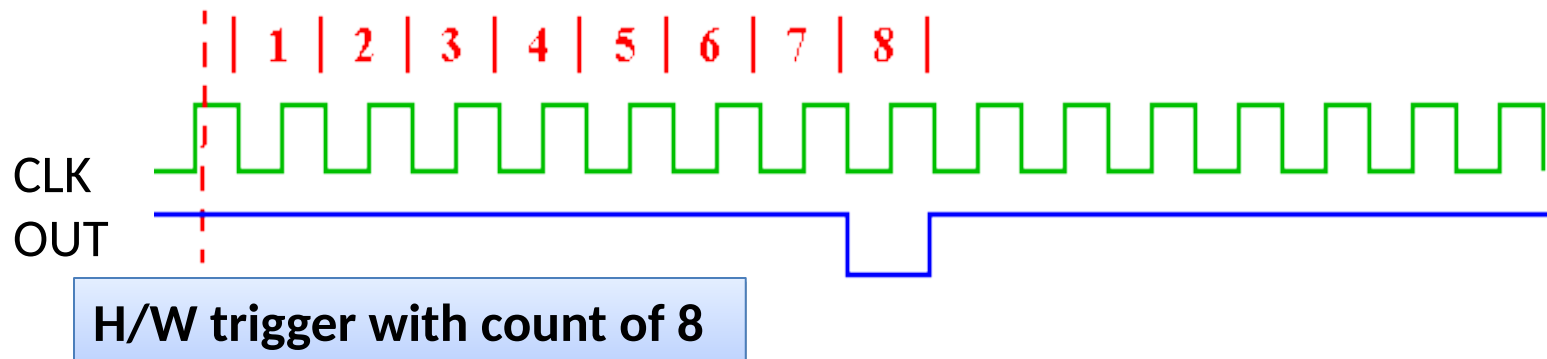 | 1 | 2 | 3 | 4 | 5 | 6 | 7 | 8 |
CLK
OUT
H/W trigger with count of 8